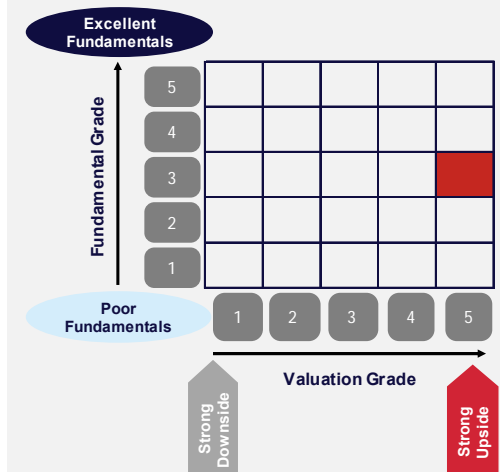 Excellent
Fundamentals
Fundamental Grade
5
4
3
2
1
Poor
Fundamentals
1
2
3
4
5
Valuation Grade
Strong
Downside
Strong
Upside